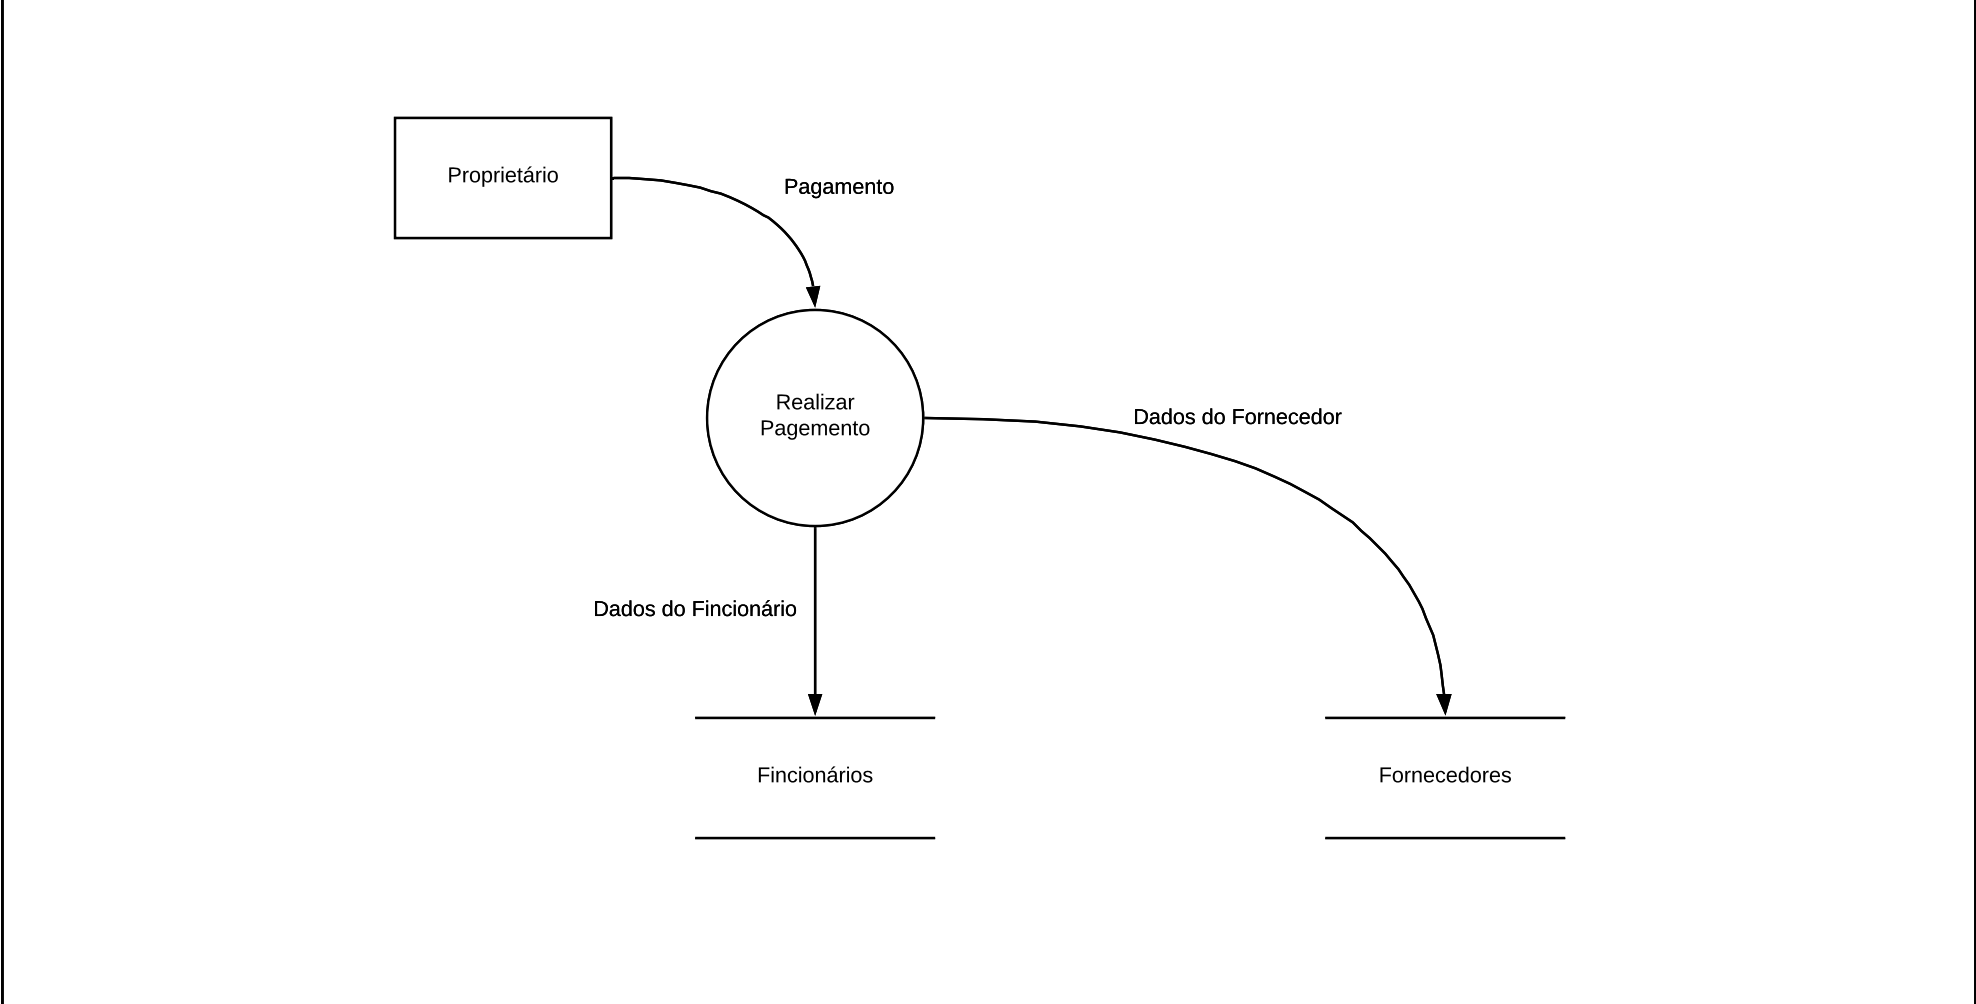 Proprietário
Pagamento
Realizar
Pagemento
Dados do Fornecedor
Dados do Fincionário
Fincionários
Fornecedores